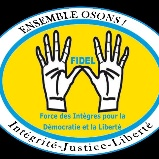 ENSEMBLE OSONS !
FIDEL
Force des Intègres pour la
Démocratie et la Liberté
Intégrité-Justice-Liberté